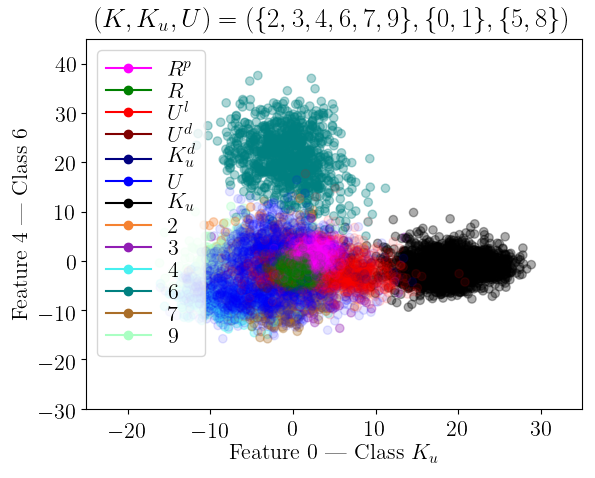 (K, K_u, U) = ({2, 3, 4, 6, 7, 9}, {0, 1}, {5, 8})
Feature 4 — Class 6
40
30
20
10
0
−10
−20
−30
R^p
R
U^l
U^d
K_u^d
U
K_u
2
3
4
6
7
9
−20 −10 0 10 20 30
Feature 0 — Class K_u